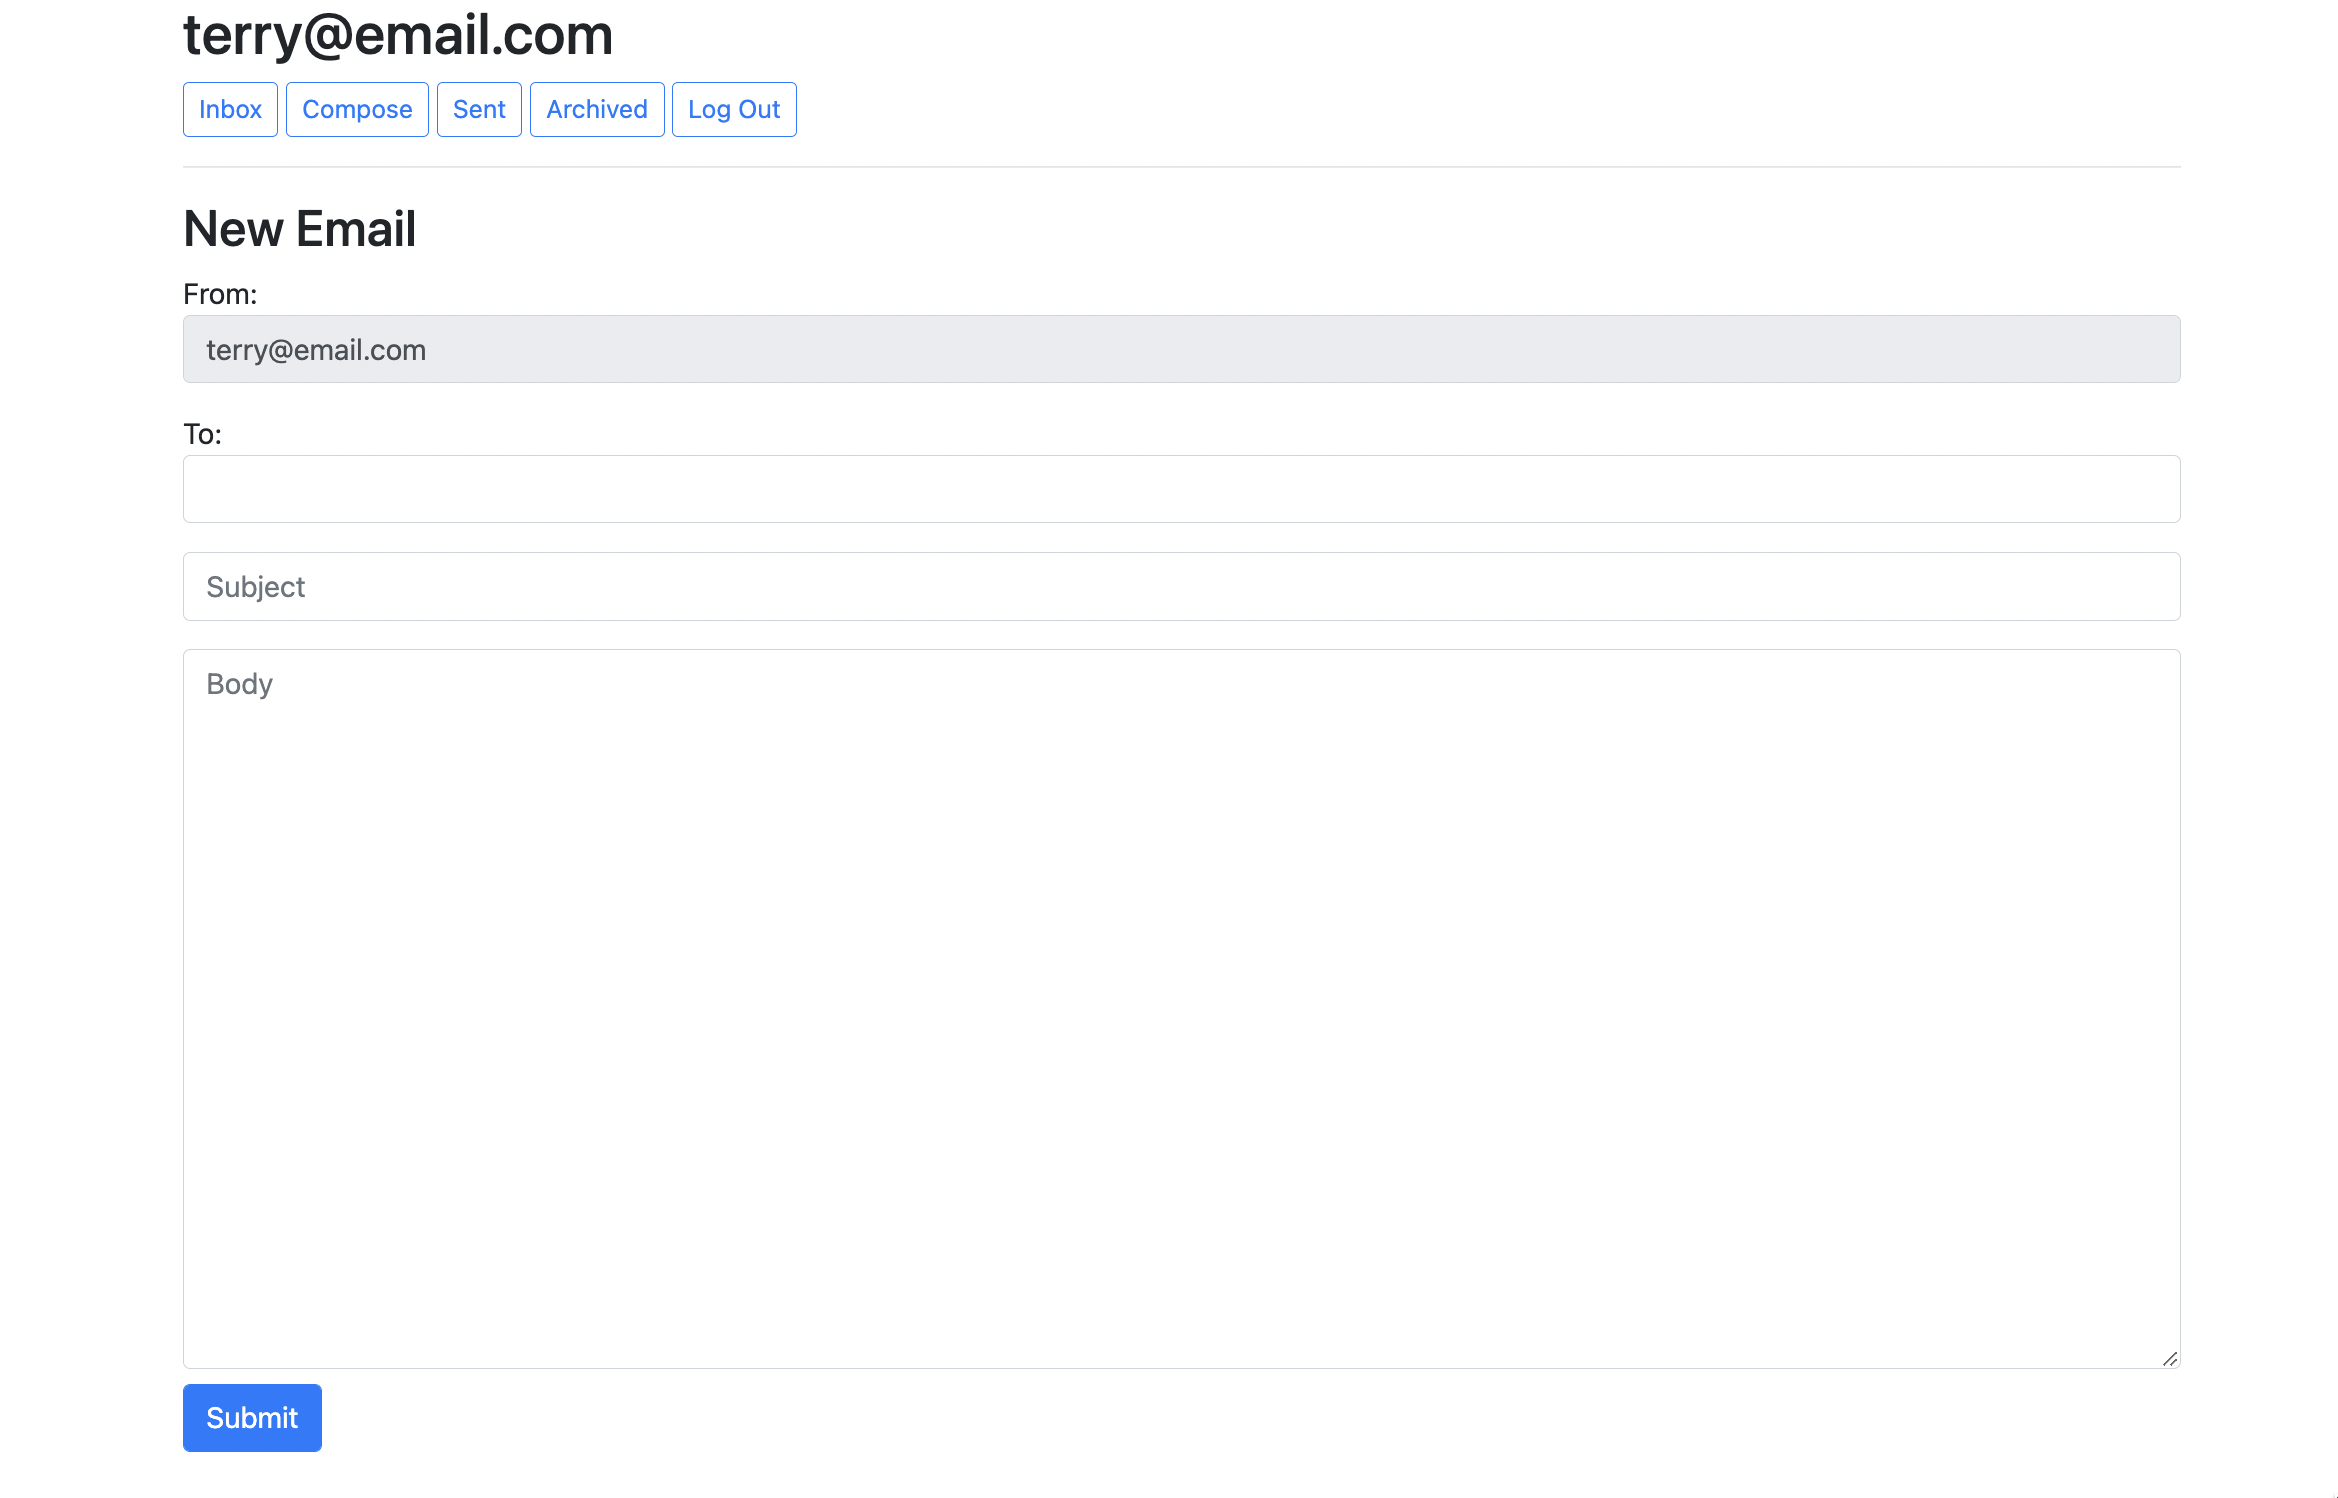 terry@email.com
Inbox Compose Sent Archived Log Out
New Email
From:
terry@email.com
To:
Subject
Body
Submit